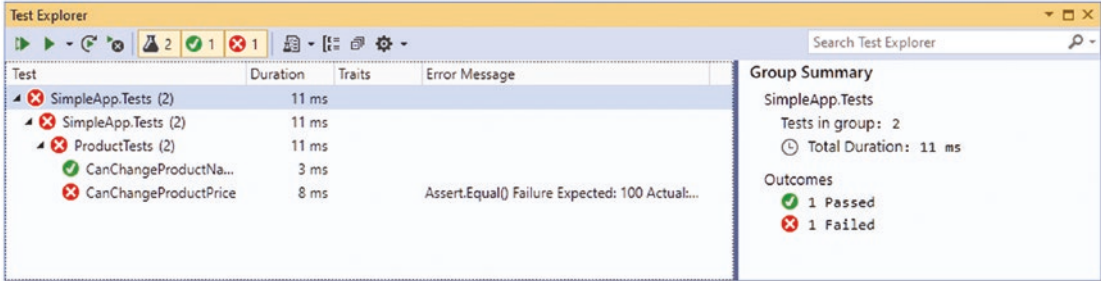 Test Explorer
2 1 1
Search Test Explorer
Test Duration Traits Error Message
SimpleApp.Tests (2) 11 ms
SimpleApp.Tests (2) 11 ms
ProductTests (2) 11 ms
CanChangeProductNa... 3 ms
CanChangeProductPrice 8 ms Assert.Equal() Failure Expected: 100 Actual:...
Group Summary
SimpleApp.Tests
Tests in group: 2
Total Duration: 11 ms
Outcomes
1 Passed
1 Failed